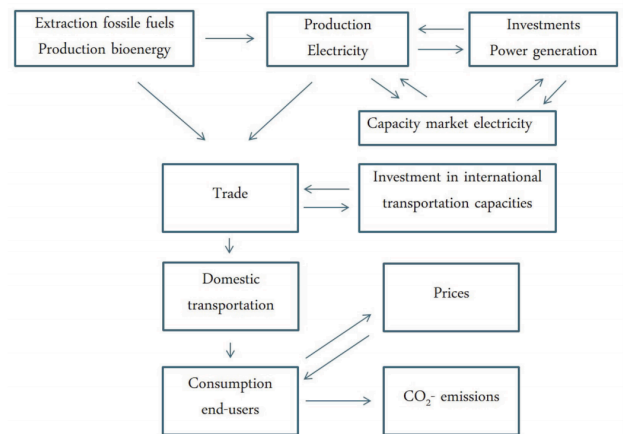 Extraction fossile fuels
Production bioenergy
Production
Electricity
Investments
Power generation
Capacity market electricity
Trade
Investment in international
transportation capacities
Domestic
transportation
Prices
Consumption
end-users
CO₂- emissions